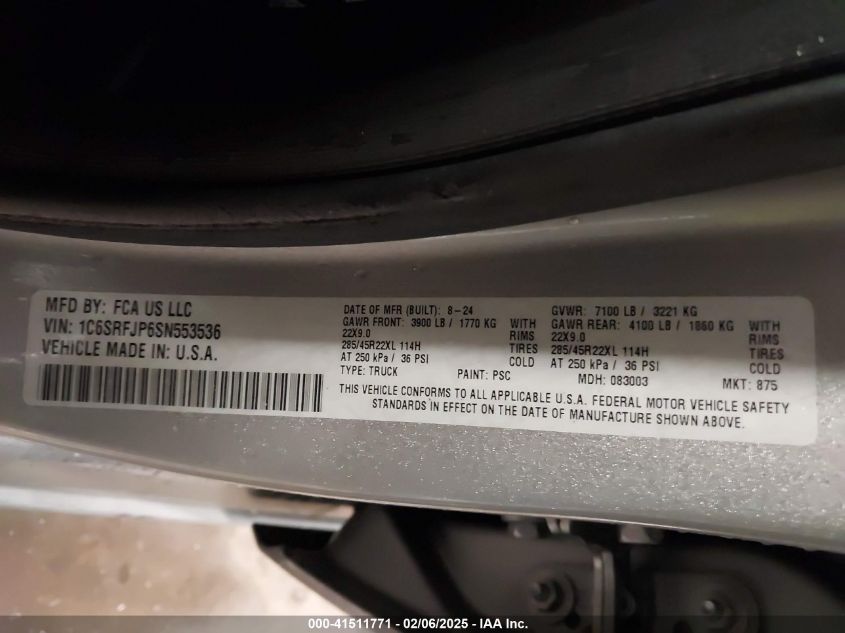 MFD BY: FCA US LLC
VIN: 1C6SRFJP6SN553536
VEHICLE MADE IN: U.S.A.
DATE OF MFR (BUILT): 8-24
GAWR FRONT: 3900 LB / 1770 KG WITH
22X9.0 RIMS
285/45R22XL 114H TIRES
AT 250 kPa / 36 PSI COLD
TYPE: TRUCK PAINT: PSC
GVWR: 7100 LB / 3221 KG
GAWR REAR: 4100 LB / 1860 KG WITH
22X9.0 RIMS
285/45R22XL 114H TIRES
AT 250 kPa / 36 PSI COLD
MDH: 083003 MKT: 875
THIS VEHICLE CONFORMS TO ALL APPLICABLE U.S.A. FEDERAL MOTOR VEHICLE SAFETY
STANDARDS IN EFFECT ON THE DATE OF MANUFACTURE SHOWN ABOVE.
000-41511771 - 02/06/2025 - IAA Inc.